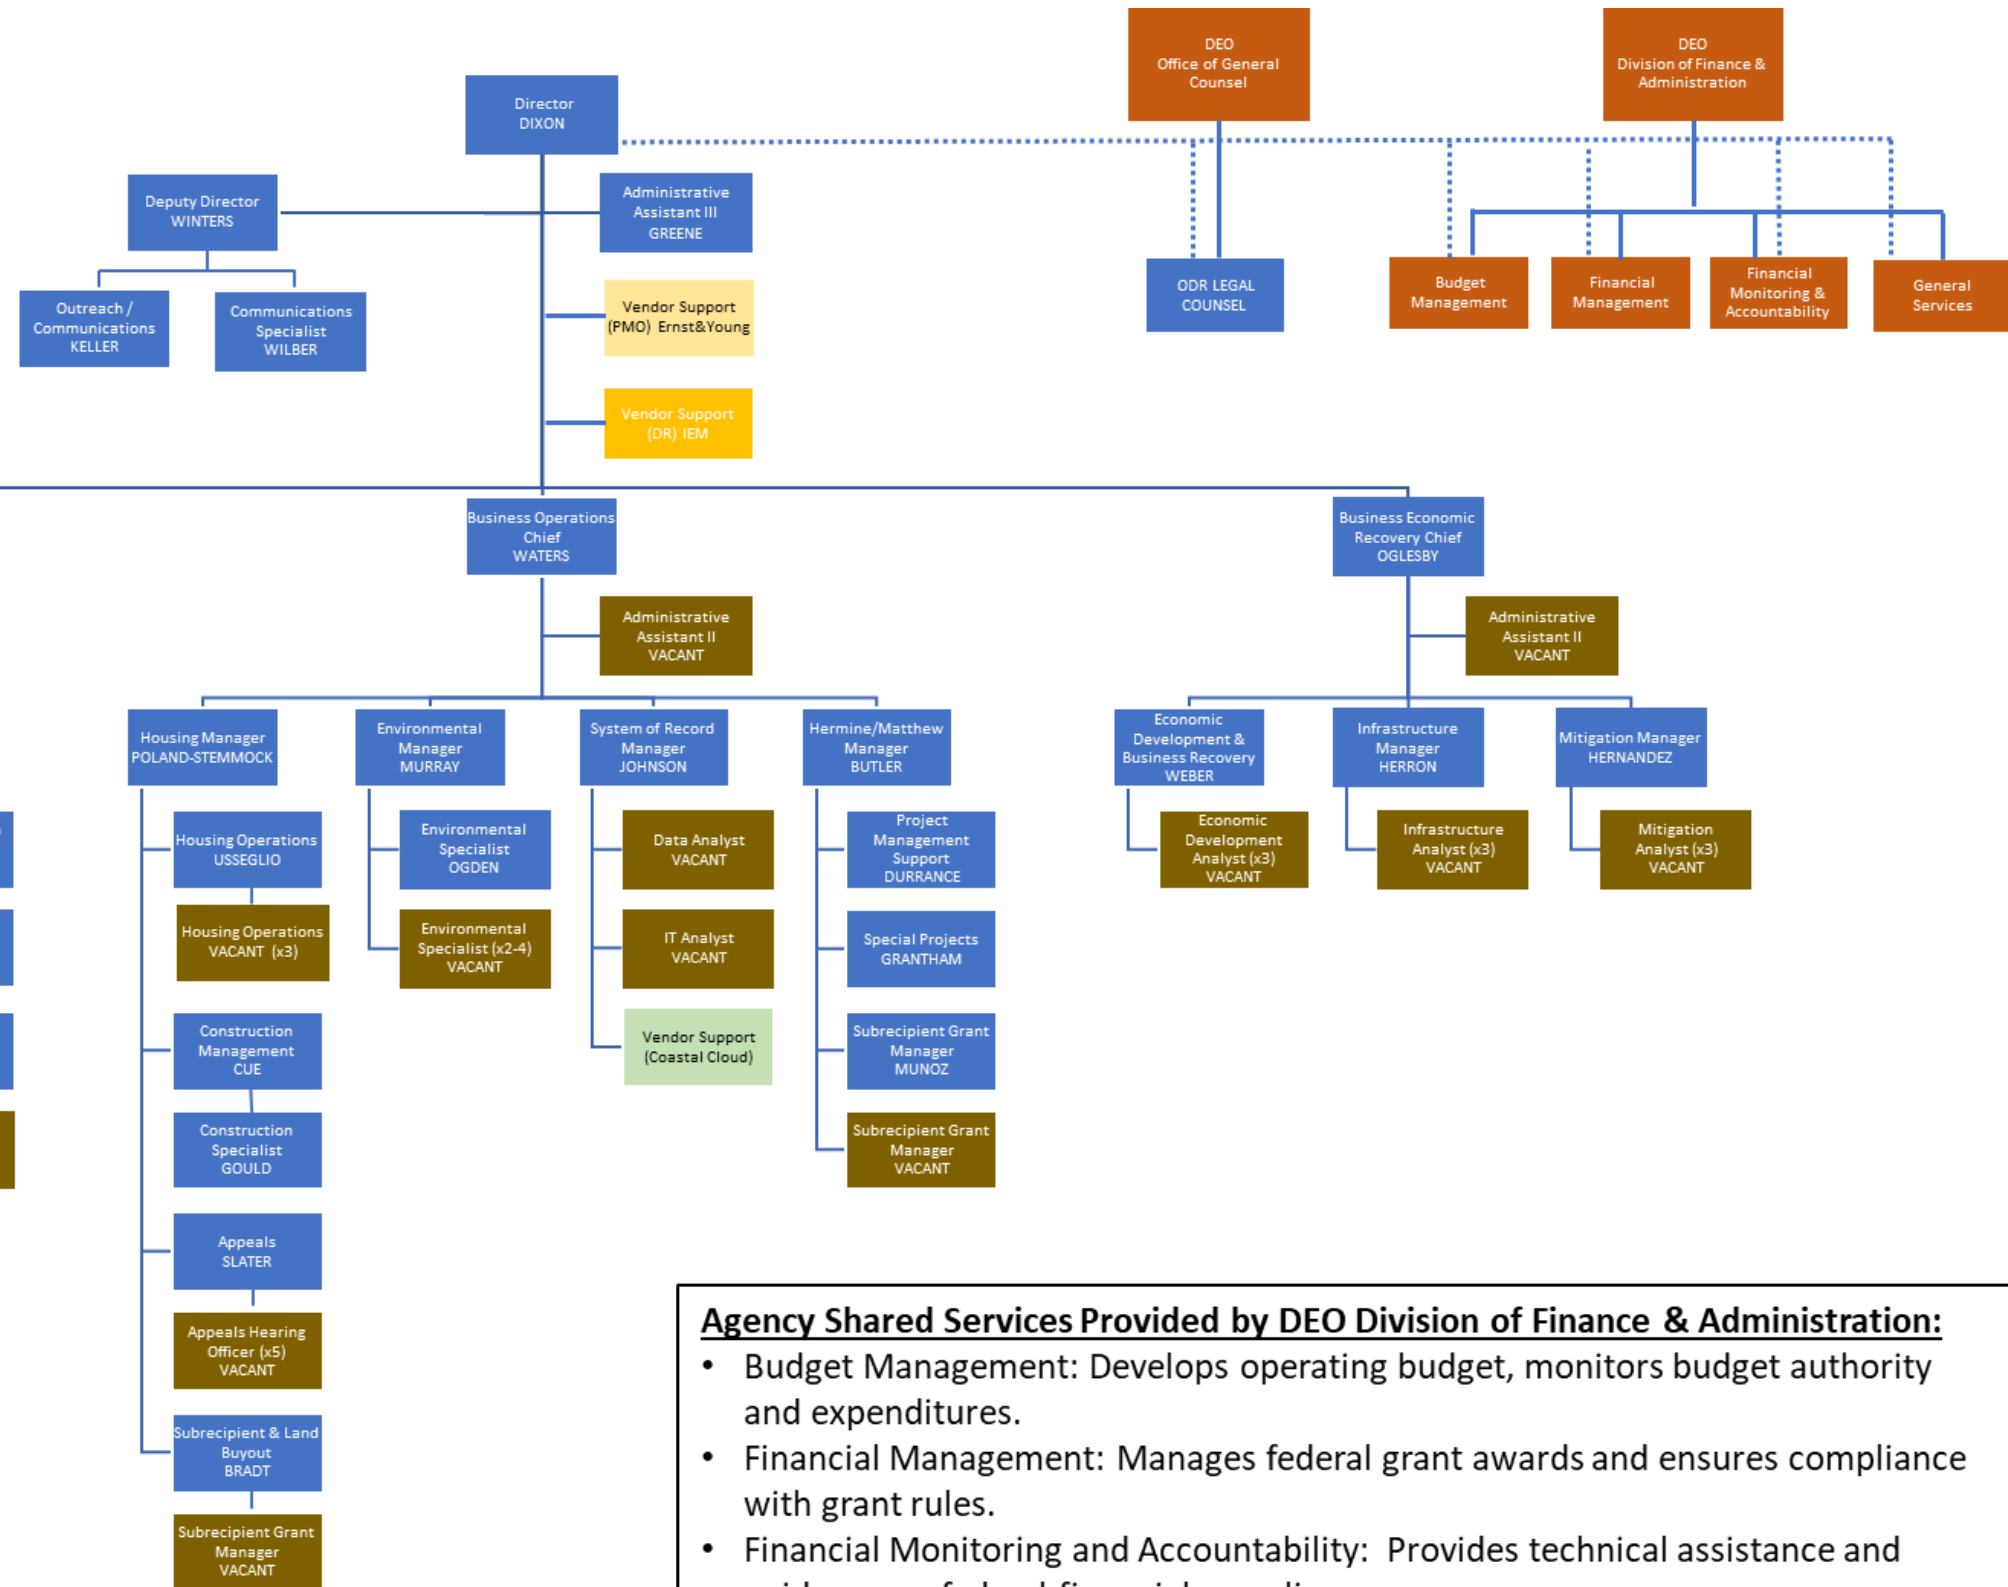 DEO
Office of General
Counsel
DEO
Division of Finance &
Administration
Director
DIXON
Deputy Director
WINTERS
Administrative
Assistant III
GREENE
Outreach /
Communications
KELLER
Communications
Specialist
WILBER
Vendor Support
(PMO) Ernst&Young
Vendor Support
(DR) IEM
ODR LEGAL
COUNSEL
Budget
Management
Financial
Management
Financial
Monitoring &
Accountability
General
Services
Business Operations
Chief
WATERS
Business Economic
Recovery Chief
OGLESBY
Administrative
Assistant II
VACANT
Administrative
Assistant II
VACANT
Housing Manager
POLAND-STEMMOCK
Environmental
Manager
MURRAY
System of Record
Manager
JOHNSON
Hermine/Matthew
Manager
BUTLER
Economic
Development &
Business Recovery
WEBER
Infrastructure
Manager
HERRON
Mitigation Manager
HERNANDEZ
Housing Operations
USSEGLIO
Housing Operations
VACANT (x3)
Construction
Management
CUE
Construction
Specialist
GOULD
Appeals
SLATER
Appeals Hearing
Officer (x5)
VACANT
Subrecipient & Land
Buyout
BRADT
Subrecipient Grant
Manager
VACANT
Environmental
Specialist
OGDEN
Environmental
Specialist (x2-4)
VACANT
Data Analyst
VACANT
IT Analyst
VACANT
Vendor Support
(Coastal Cloud)
Project
Management
Support
DURRANCE
Special Projects
GRANTHAM
Subrecipient Grant
Manager
MUNOZ
Subrecipient Grant
Manager
VACANT
Economic
Development
Analyst (x3)
VACANT
Infrastructure
Analyst (x3)
VACANT
Mitigation
Analyst (x3)
VACANT
Agency Shared Services Provided by DEO Division of Finance & Administration:
• Budget Management: Develops operating budget, monitors budget authority
and expenditures.
• Financial Management: Manages federal grant awards and ensures compliance
with grant rules.
• Financial Monitoring and Accountability: Provides technical assistance and